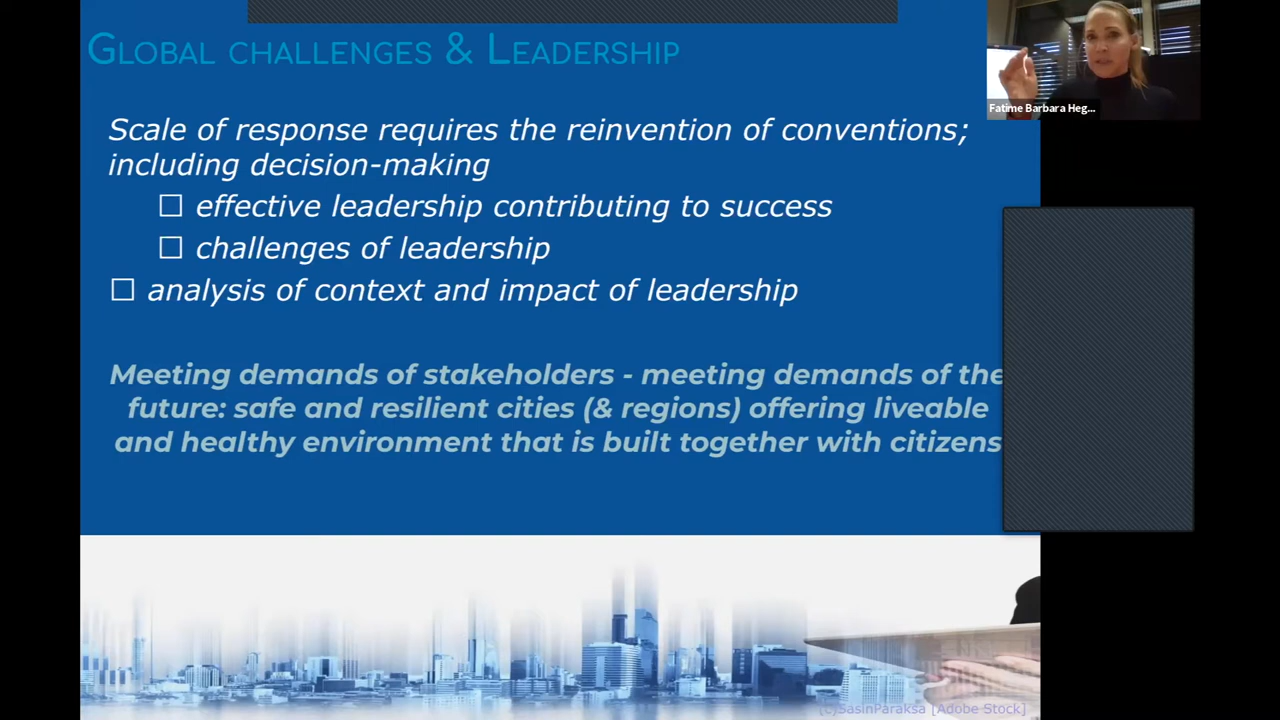 GLOBAL CHALLENGES & LEADERSHIP
Fatime Barbara Heg...
Scale of response requires the reinvention of conventions;
including decision-making
☐ effective leadership contributing to success
☐ challenges of leadership
☐ analysis of context and impact of leadership
Meeting demands of stakeholders - meeting demands of the
future: safe and resilient cities (& regions) offering liveable
and healthy environment that is built together with citizens
(c)SasinParaksa [Adobe Stock]